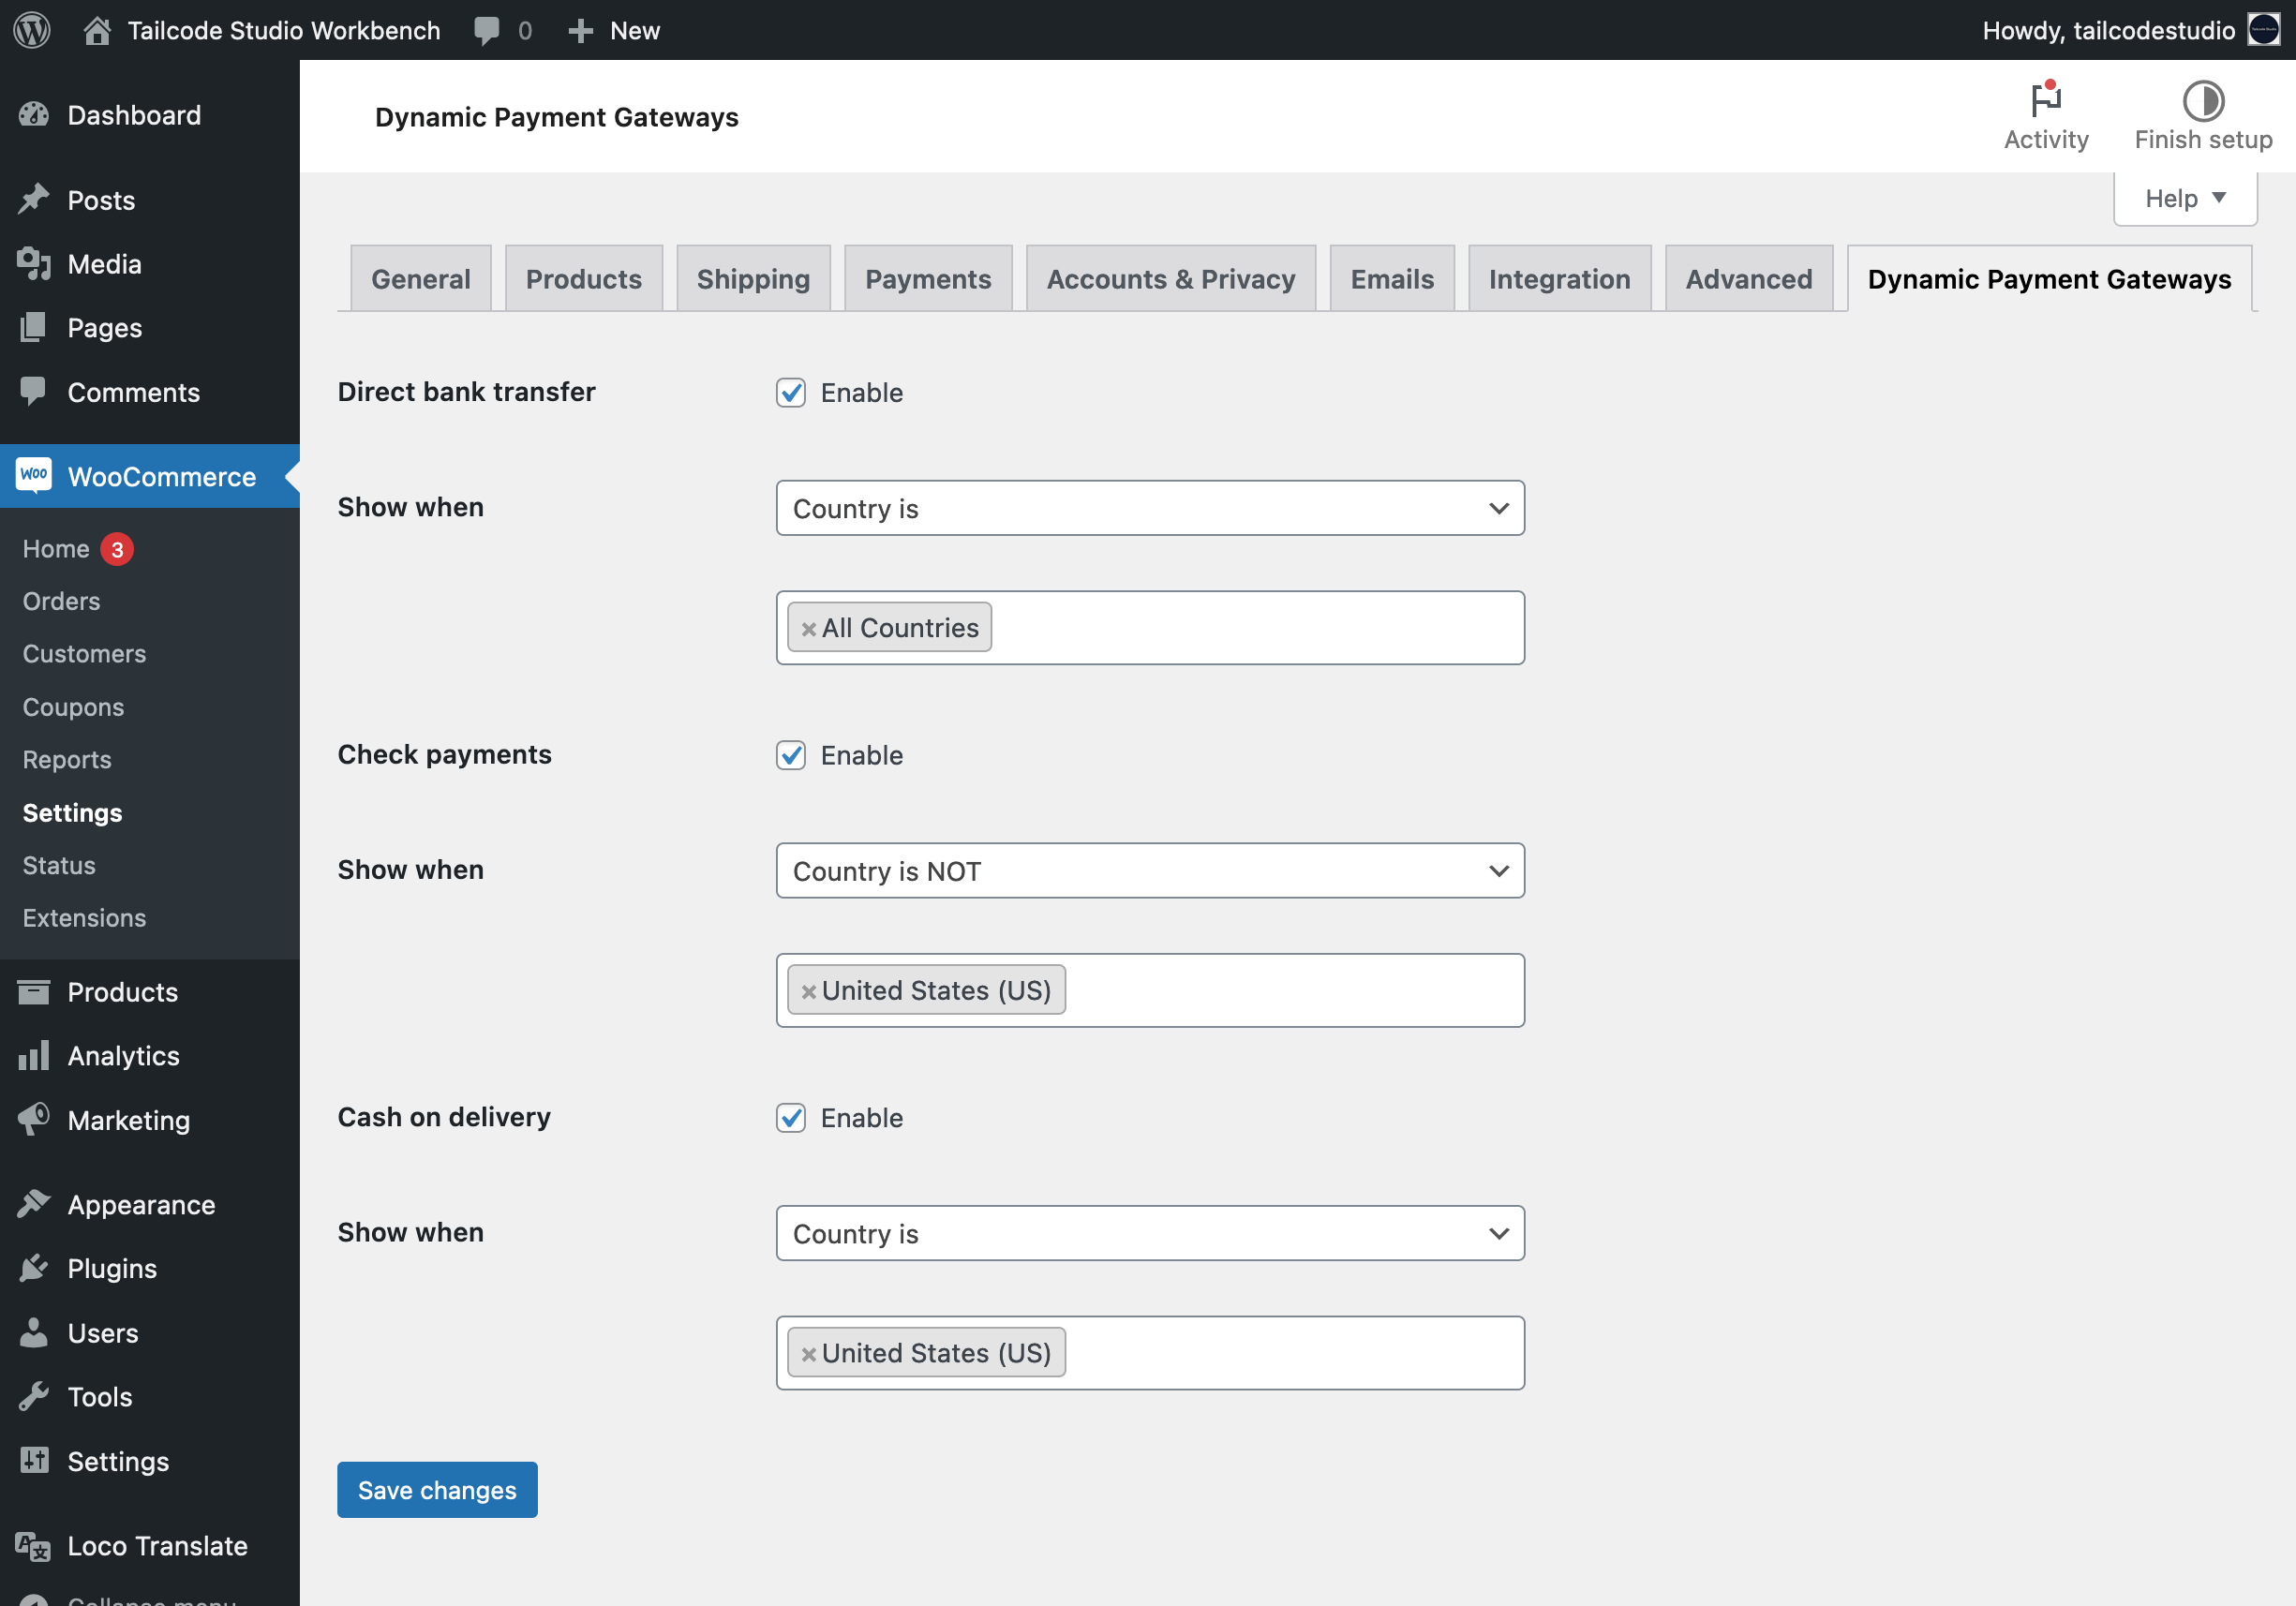 Tailcode Studio Workbench 0 New Howdy, tailcodestudio
Dashboard
Posts
Media
Pages
Comments
Woo WooCommerce
Home 3
Orders
Customers
Coupons
Reports
Settings
Status
Extensions
Products
Analytics
Marketing
Appearance
Plugins
Users
Tools
Settings
Loco Translate
Collapse menu
Dynamic Payment Gateways
Activity Finish setup
Help
General Products Shipping Payments Accounts & Privacy Emails Integration Advanced Dynamic Payment Gateways
Direct bank transfer Enable
Show when Country is
×All Countries
Check payments Enable
Show when Country is NOT
×United States (US)
Cash on delivery Enable
Show when Country is
×United States (US)
Save changes